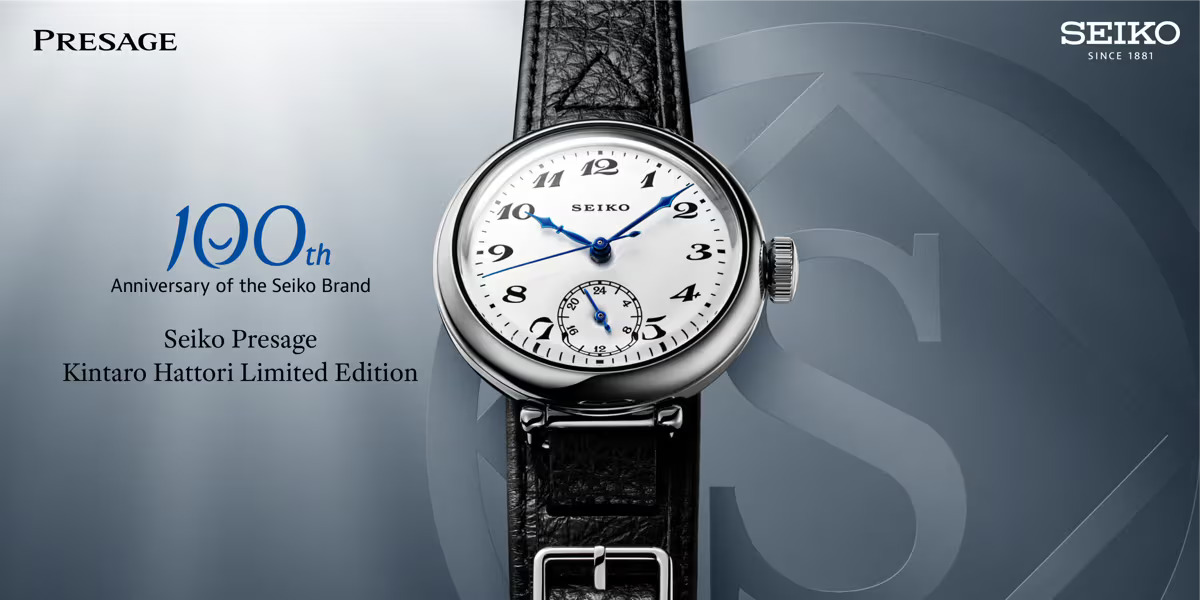 PRESAGE
SEIKO
SINCE 1881
100th
Anniversary of the Seiko Brand
Seiko Presage
Kintaro Hattori Limited Edition
12
11
1
SEIKO
10
2
9
3
8
4
24
20
4
7
5
16
8
12
S